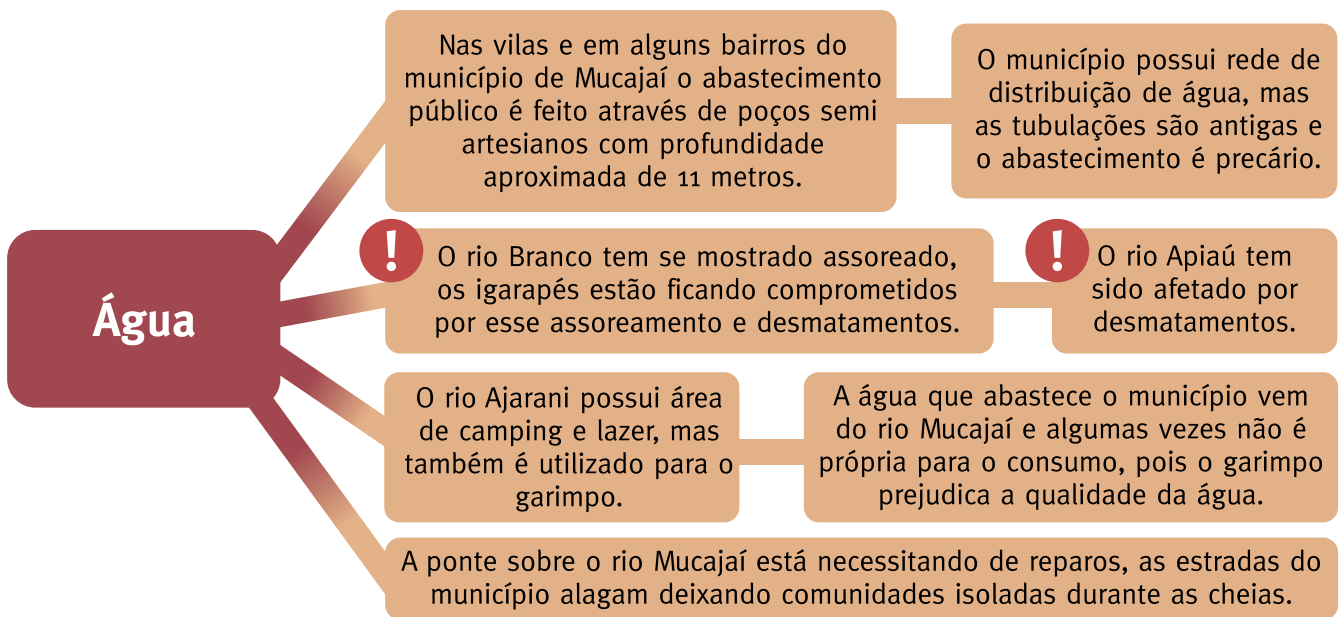 Água
Nas vilas e em alguns bairros do
município de Mucajaí o abastecimento
público é feito através de poços semi
artesianos com profundidade
aproximada de 11 metros.
O município possui rede de
distribuição de água, mas
as tubulações são antigas e
o abastecimento é precário.
!
O rio Branco tem se mostrado assoreado,
os igarapés estão ficando comprometidos
por esse assoreamento e desmatamentos.
!
O rio Apiaú tem
sido afetado por
desmatamentos.
O rio Ajarani possui área
de camping e lazer, mas
também é utilizado para o
garimpo.
A água que abastece o município vem
do rio Mucajaí e algumas vezes não é
própria para o consumo, pois o garimpo
prejudica a qualidade da água.
A ponte sobre o rio Mucajaí está necessitando de reparos, as estradas do
município alagam deixando comunidades isoladas durante as cheias.